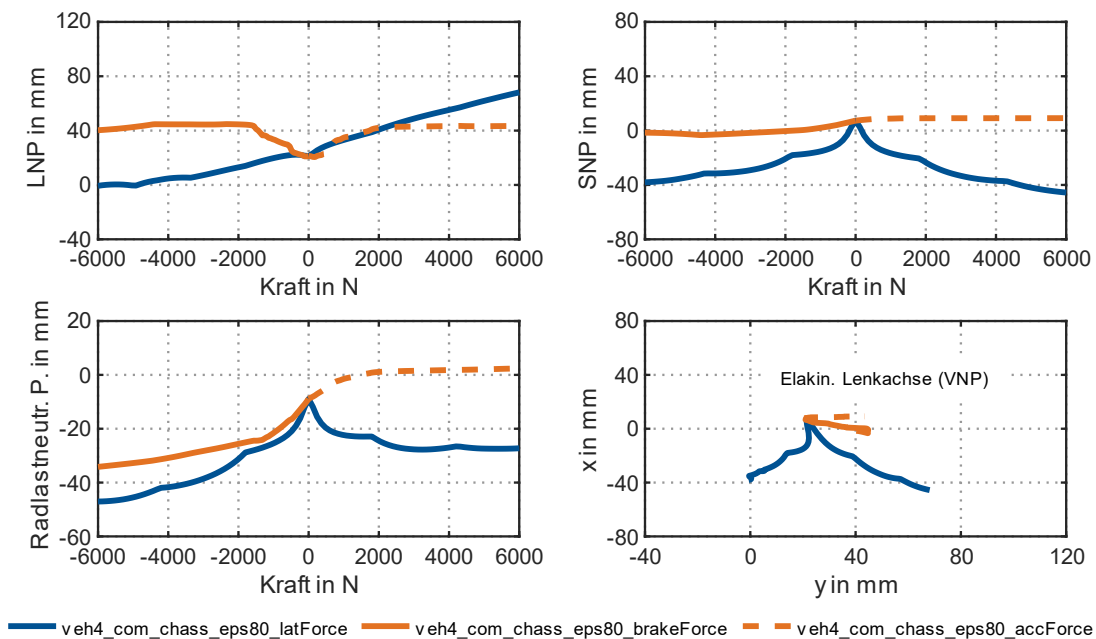 120
80
40
0
-40
LNP in mm
-6000 -4000 -2000 0 2000 4000 6000
Kraft in N
80
40
0
-40
-80
SNP in mm
-6000 -4000 -2000 0 2000 4000 6000
Kraft in N
20
0
-20
-40
-60
Radlastneutr. P. in mm
-6000 -4000 -2000 0 2000 4000 6000
Kraft in N
80
40
0
-40
-80
x in mm
Elakin. Lenkachse (VNP)
-40 0 40 80 120
y in mm
veh4_com_chass_eps80_latForce veh4_com_chass_eps80_brakeForce veh4_com_chass_eps80_accForce